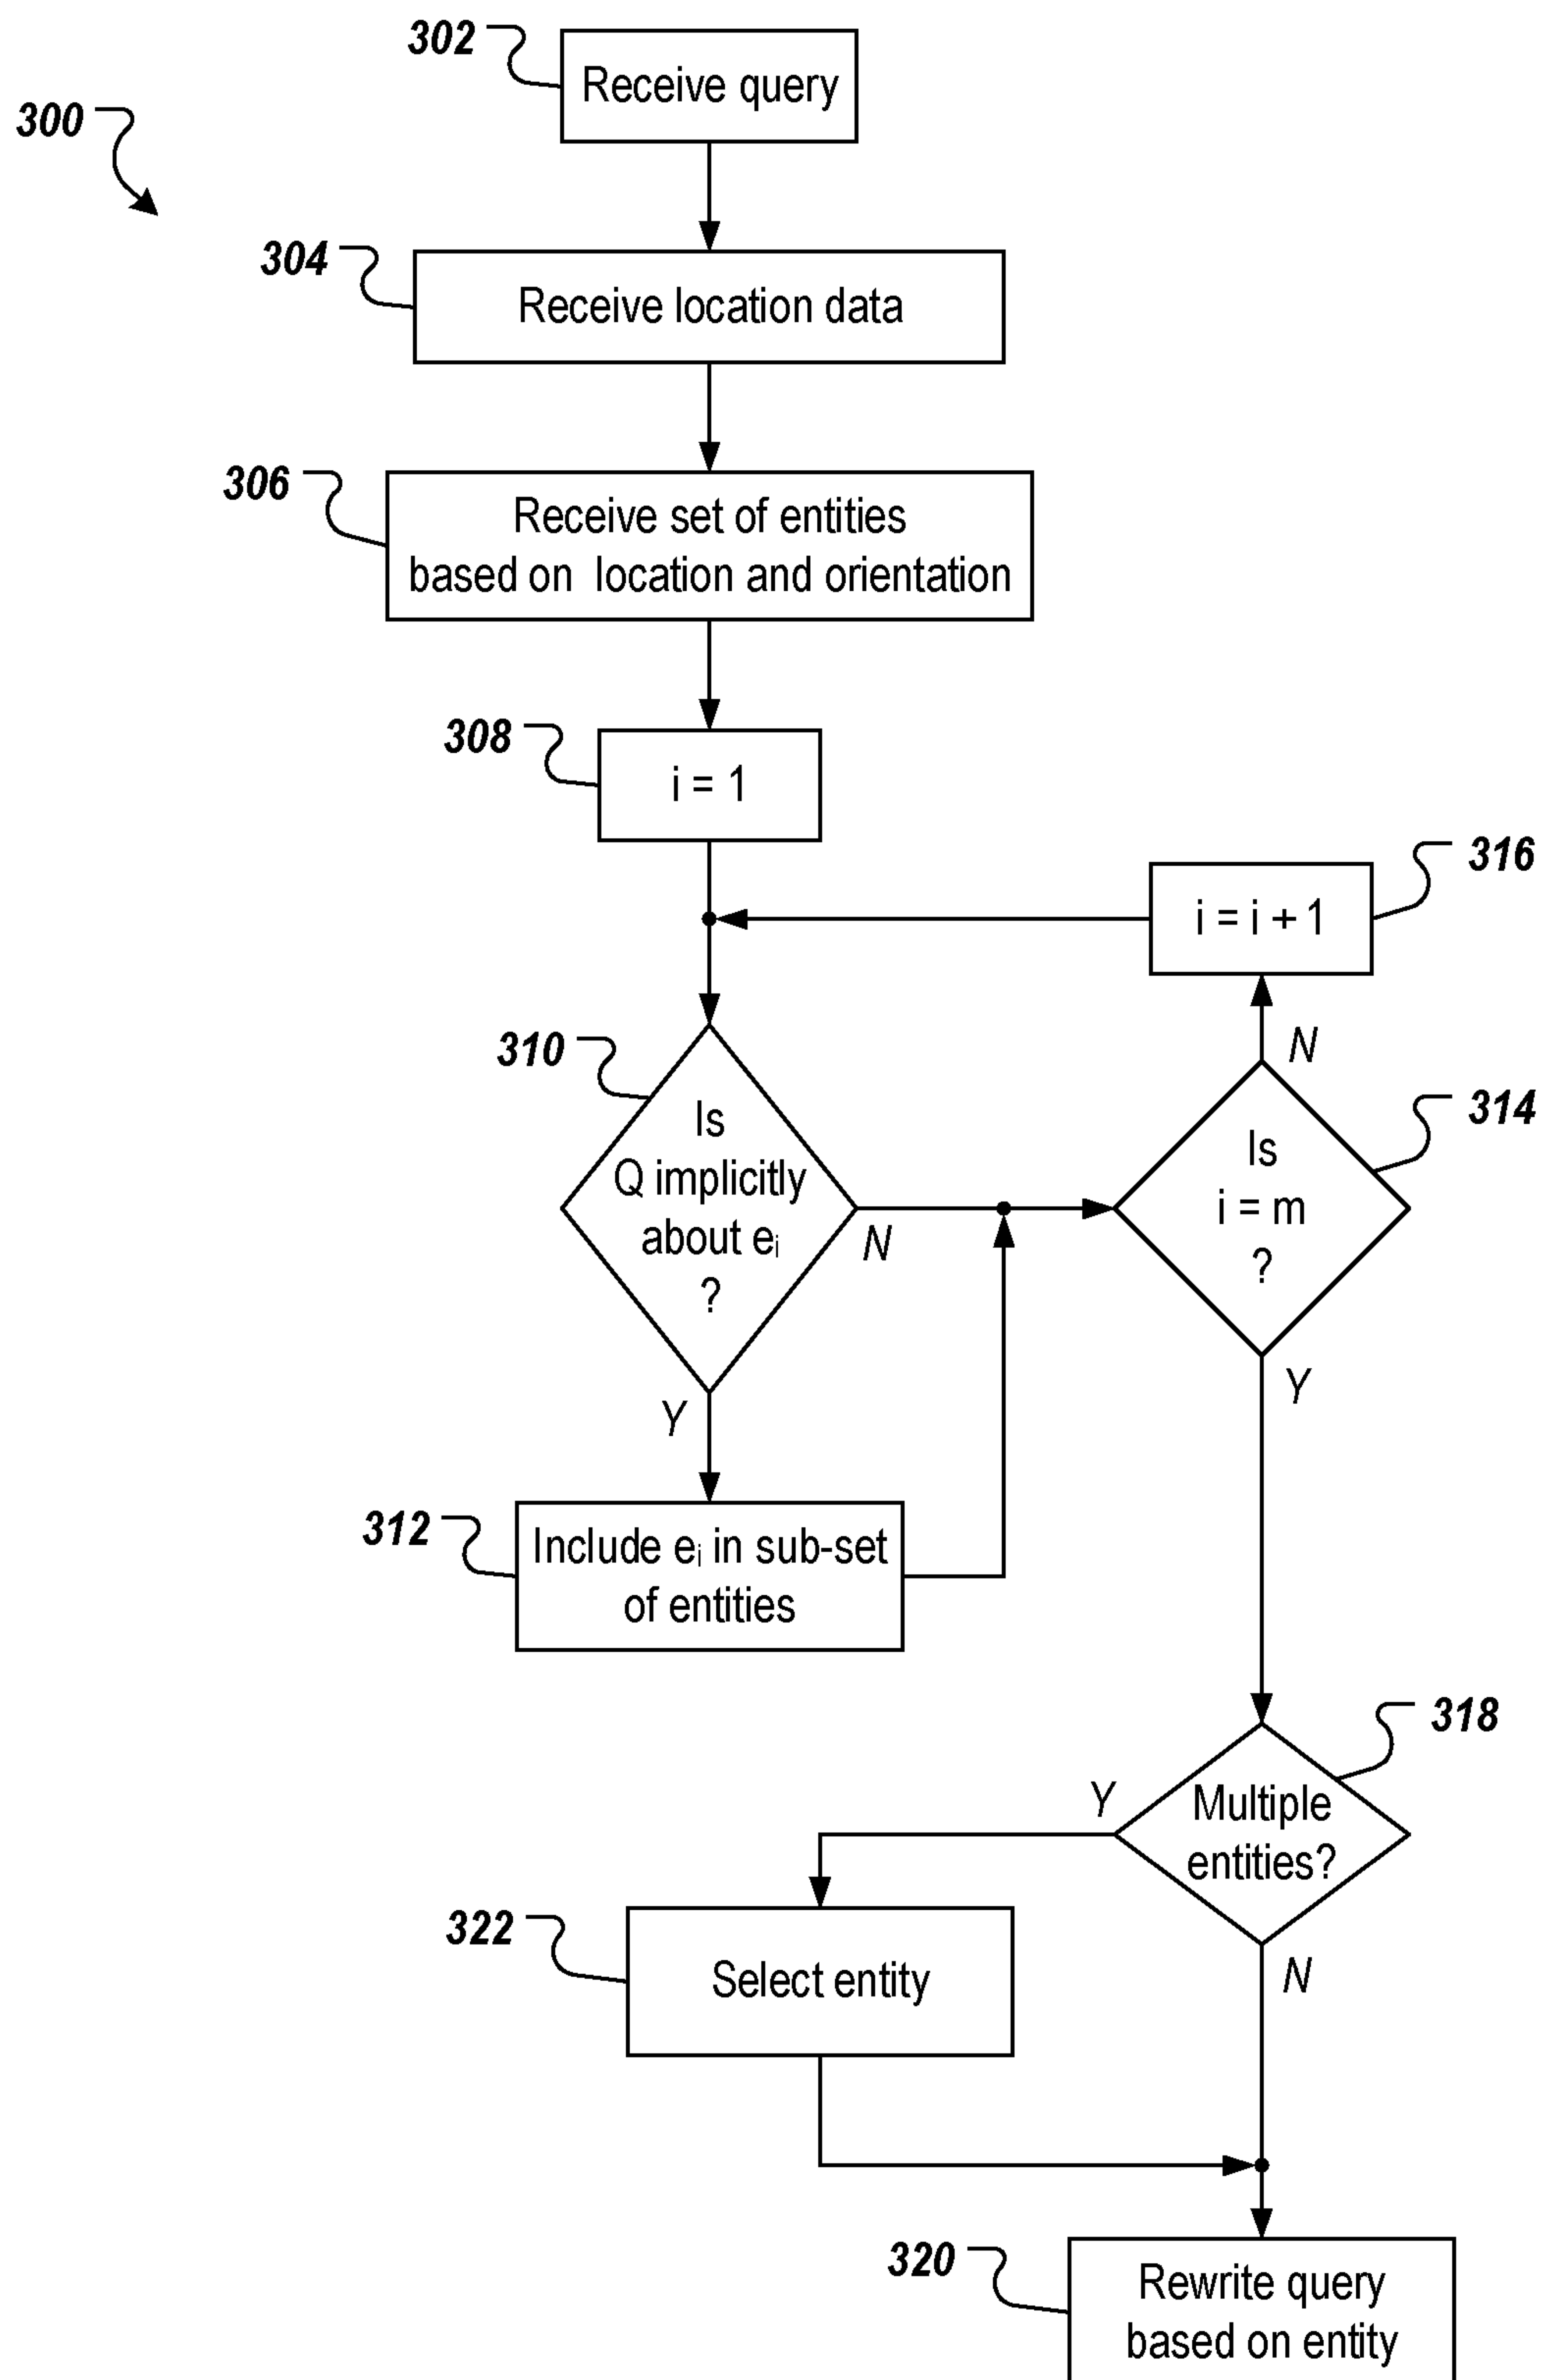 302
Receive query
300
304
Receive location data
306
Receive set of entities
based on location and orientation
308
i = 1
316
i = i + 1
N
310
Is
Q implicitly
about ei
?
N
Y
314
Is
i = m
?
Y
312
Include ei in sub-set
of entities
318
Multiple
entities?
Y
N
322
Select entity
320
Rewrite query
based on entity